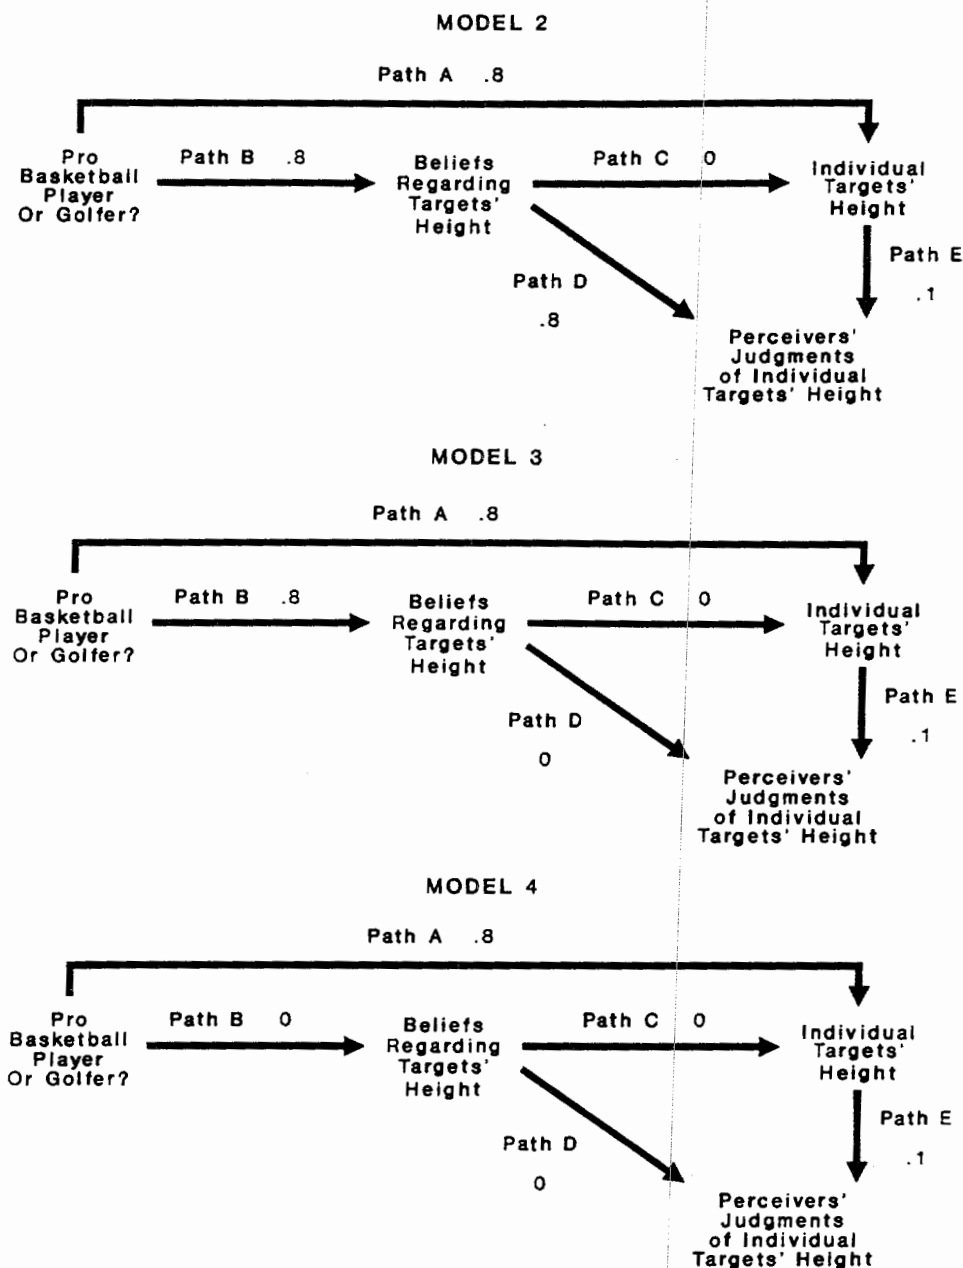 MODEL 2
Path A .8
Pro
Basketball
Player
Or Golfer?
Path B .8
Beliefs
Regarding
Targets'
Height
Path C 0
Individual
Targets'
Height
Path D
.8
Path E
.1
Perceivers'
Judgments
of Individual
Targets' Height
MODEL 3
Path A .8
Pro
Basketball
Player
Or Golfer?
Path B .8
Beliefs
Regarding
Targets'
Height
Path C 0
Individual
Targets'
Height
Path D
0
Path E
.1
Perceivers'
Judgments
of Individual
Targets' Height
MODEL 4
Path A .8
Pro
Basketball
Player
Or Golfer?
Path B 0
Beliefs
Regarding
Targets'
Height
Path C 0
Individual
Targets'
Height
Path D
0
Path E
.1
Perceivers'
Judgments
of Individual
Targets' Height